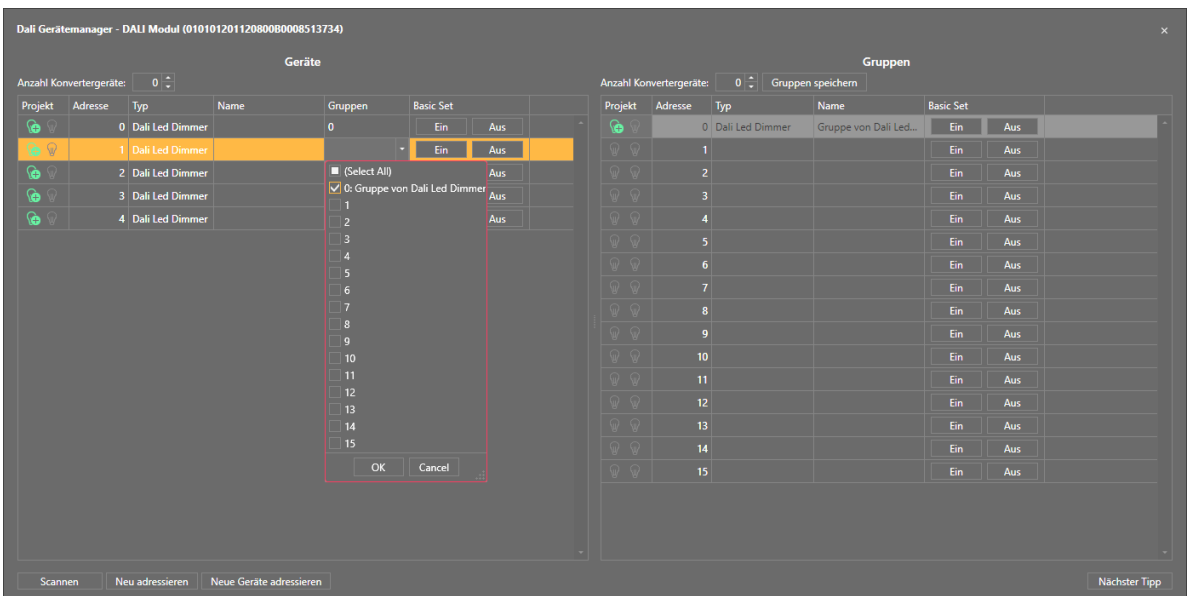 Dali Gerätemanager - DALI Modul (010101201120800B0008513734)
Geräte
Anzahl Konvertergeräte: 0
Projekt Adresse Typ Name Gruppen Basic Set
0 Dali Led Dimmer 0 Ein Aus
1 Dali Led Dimmer Ein Aus
2 Dali Led Dimmer Aus
3 Dali Led Dimmer Aus
4 Dali Led Dimmer Aus
(Select All)
0: Gruppe von Dali Led Dimmer
1
2
3
4
5
6
7
8
9
10
11
12
13
14
15
OK Cancel
Gruppen
Anzahl Konvertergeräte: 0 Gruppen speichern
Projekt Adresse Typ Name Basic Set
0 Dali Led Dimmer Gruppe von Dali Led... Ein Aus
1 Ein Aus
2 Ein Aus
3 Ein Aus
4 Ein Aus
5 Ein Aus
6 Ein Aus
7 Ein Aus
8 Ein Aus
9 Ein Aus
10 Ein Aus
11 Ein Aus
12 Ein Aus
13 Ein Aus
14 Ein Aus
15 Ein Aus
Scannen Neu adressieren Neue Geräte adressieren Nächster Tipp